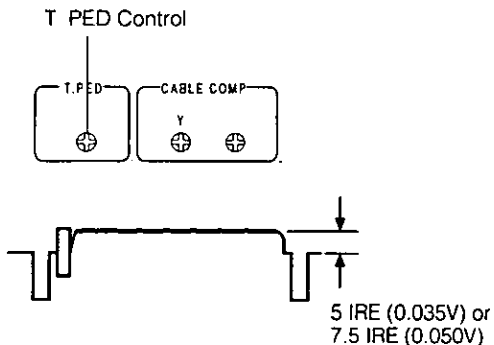 T PED Control
T.PED
CABLE COMP
Y
5 IRE (0.035V) or
7.5 IRE (0.050V)